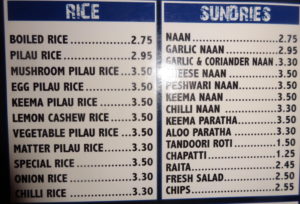 RICE
BOILED RICE ..............2.75
PILAU RICE ................2.95
MUSHROOM PILAU RICE ...3.50
EGG PILAU RICE ..........3.50
KEEMA PILAU RICE .......3.50
LEMON CASHEW RICE ....3.50
VEGETABLE PILAU RICE ..3.50
MATTER PILAU RICE .....3.30
SPECIAL RICE .............3.50
ONION RICE ...............3.30
CHILLI RICE ...............3.30
SUNDRIES
NAAN .......................2.75
GARLIC NAAN .............2.95
GARLIC & CORIANDER NAAN ..3.30
CHEESE NAAN .............3.50
PESHWARI NAAN ..........3.50
KEEMA NAAN ..............3.50
CHILLI NAAN ..............3.50
KEEMA PARATHA ..........3.50
ALOO PARATHA ...........3.30
TANDOORI ROTI ..........1.50
CHAPATTI .................1.25
RAITA ......................2.45
FRESH SALAD .............2.50
CHIPS ......................2.55